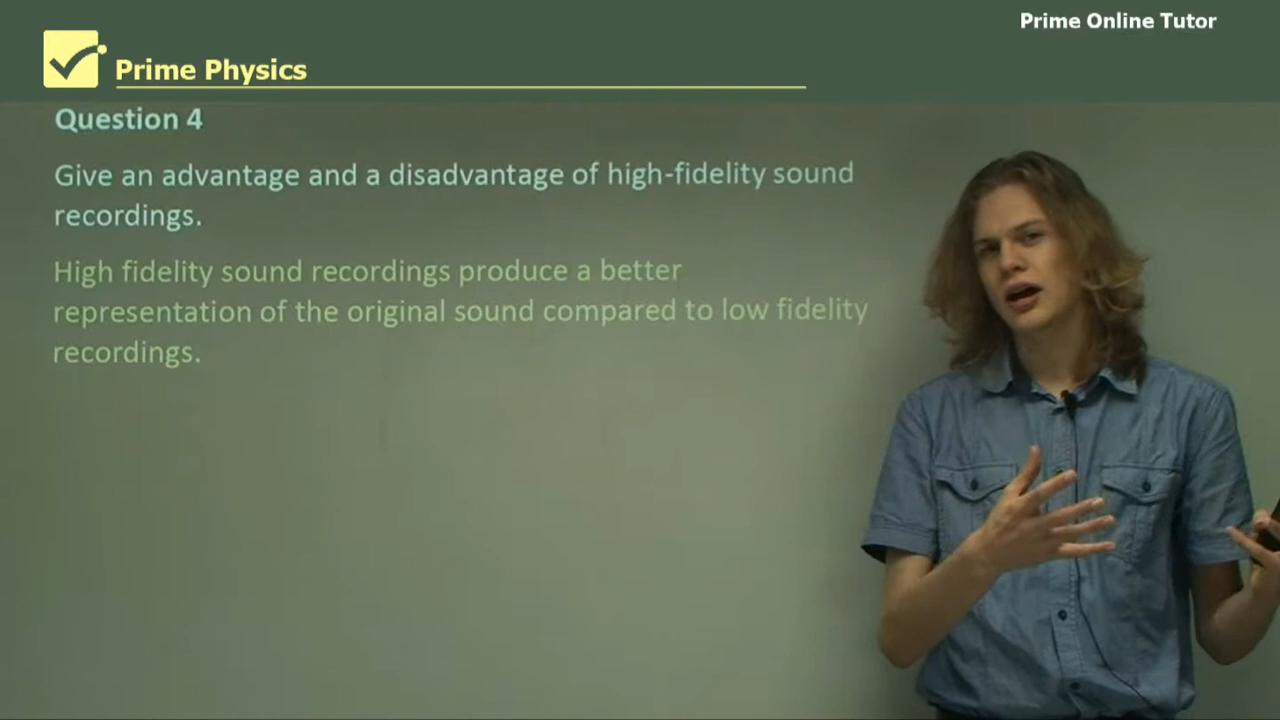 Prime Online Tutor
Prime Physics
Question 4
Give an advantage and a disadvantage of high-fidelity sound
recordings.
High fidelity sound recordings produce a better
representation of the original sound compared to low fidelity
recordings.